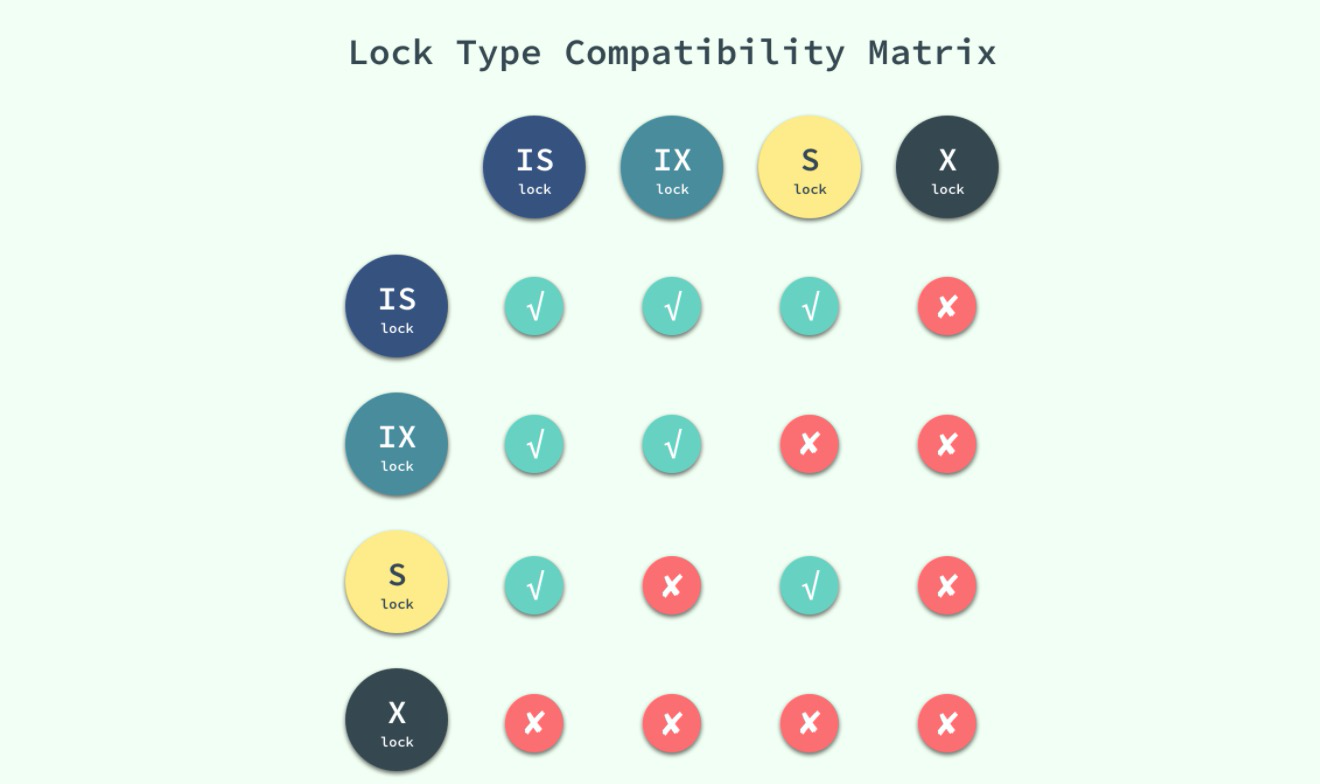 Lock Type Compatibility Matrix
IS IX S X
lock lock lock lock
IS √ √ √ ✘
lock
IX √ √ ✘ ✘
lock
S √ ✘ √ ✘
lock
X ✘ ✘ ✘ ✘
lock